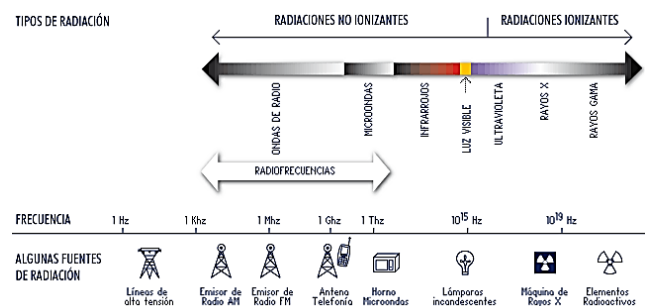 TIPOS DE RADIACIÓN
RADIACIONES NO IONIZANTES
RADIACIONES IONIZANTES
ONDAS DE RADIO
MICROONDAS
INFRARROJOS
LUZ VISIBLE
ULTRAVIOLETA
RAYOS X
RAYOS GAMA
RADIOFRECUENCIAS
FRECUENCIA
1 Hz
1 Khz
1 Mhz
1 Ghz
1 Thz
10¹⁵ Hz
10¹⁹ Hz
ALGUNAS FUENTES
DE RADIACIÓN
Líneas de
alta tensión
Emisor de
Radio AM
Emisor de
Radio FM
Antena
Telefonía
Horno
Microondas
Lámparas
incandescentes
Máquina de
Rayos X
Elementos
Radioactivos